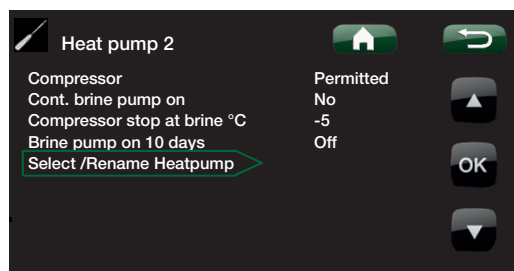 Heat pump 2
Compressor Permitted
Cont. brine pump on No
Compressor stop at brine °C -5
Brine pump on 10 days Off
Select /Rename Heatpump
OK